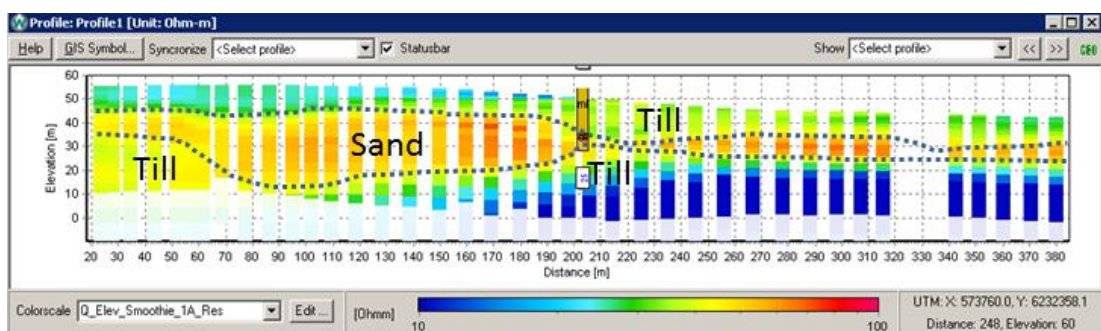 Profile: Profile1 [Unit: Ohm-m]
Help GIS Symbol... Syncronize <Select profile> Statusbar Show <Select profile> << >> GEO
60
50
40
30
20
10
0
Elevation [m]
Till
Sand
Till
Till
ml
25
20 30 40 50 60 70 80 90 100 110 120 130 140 150 160 170 180 190 200 210 220 230 240 250 260 270 280 290 300 310 320 330 340 350 360 370 380
Distance [m]
Colorscale Q_Elev_Smoothie_1A_Res Edit ... [Ohmm]
10 100
UTM: X: 573760.0, Y: 6232358.1
Distance: 248, Elevation: 60